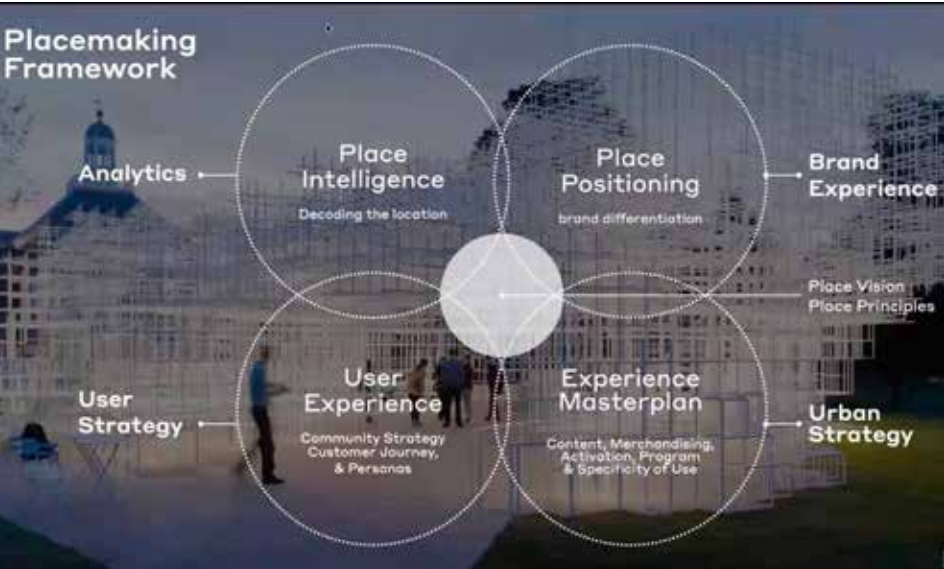 Placemaking
Framework
Analytics
Place
Intelligence
Decoding the location
Place
Positioning
brand differentiation
Brand
Experience
Place Vision
Place Principles
User
Strategy
User
Experience
Community Strategy
Customer Journey,
& Personas
Experience
Masterplan
Content, Merchandising,
Activation, Program
& Specificity of Use
Urban
Strategy